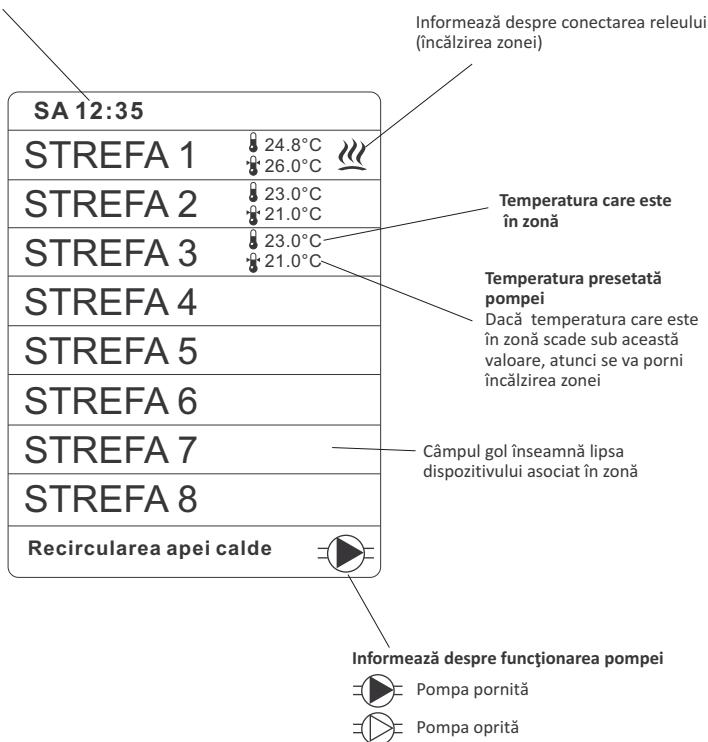 Informează despre conectarea releului
(încălzirea zonei)
SA 12:35
STREFA 1
24.8°C
26.0°C
STREFA 2
23.0°C
21.0°C
STREFA 3
23.0°C
21.0°C
STREFA 4
STREFA 5
STREFA 6
STREFA 7
STREFA 8
Recircularea apei calde
Temperatura care este
în zonă
Temperatura presetată
pompei
Dacă temperatura care este
în zonă scade sub această
valoare, atunci se va porni
încălzirea zonei
Câmpul gol înseamnă lipsa
dispozitivului asociat în zonă
Informează despre funcţionarea pompei
Pompa pornită
Pompa oprită